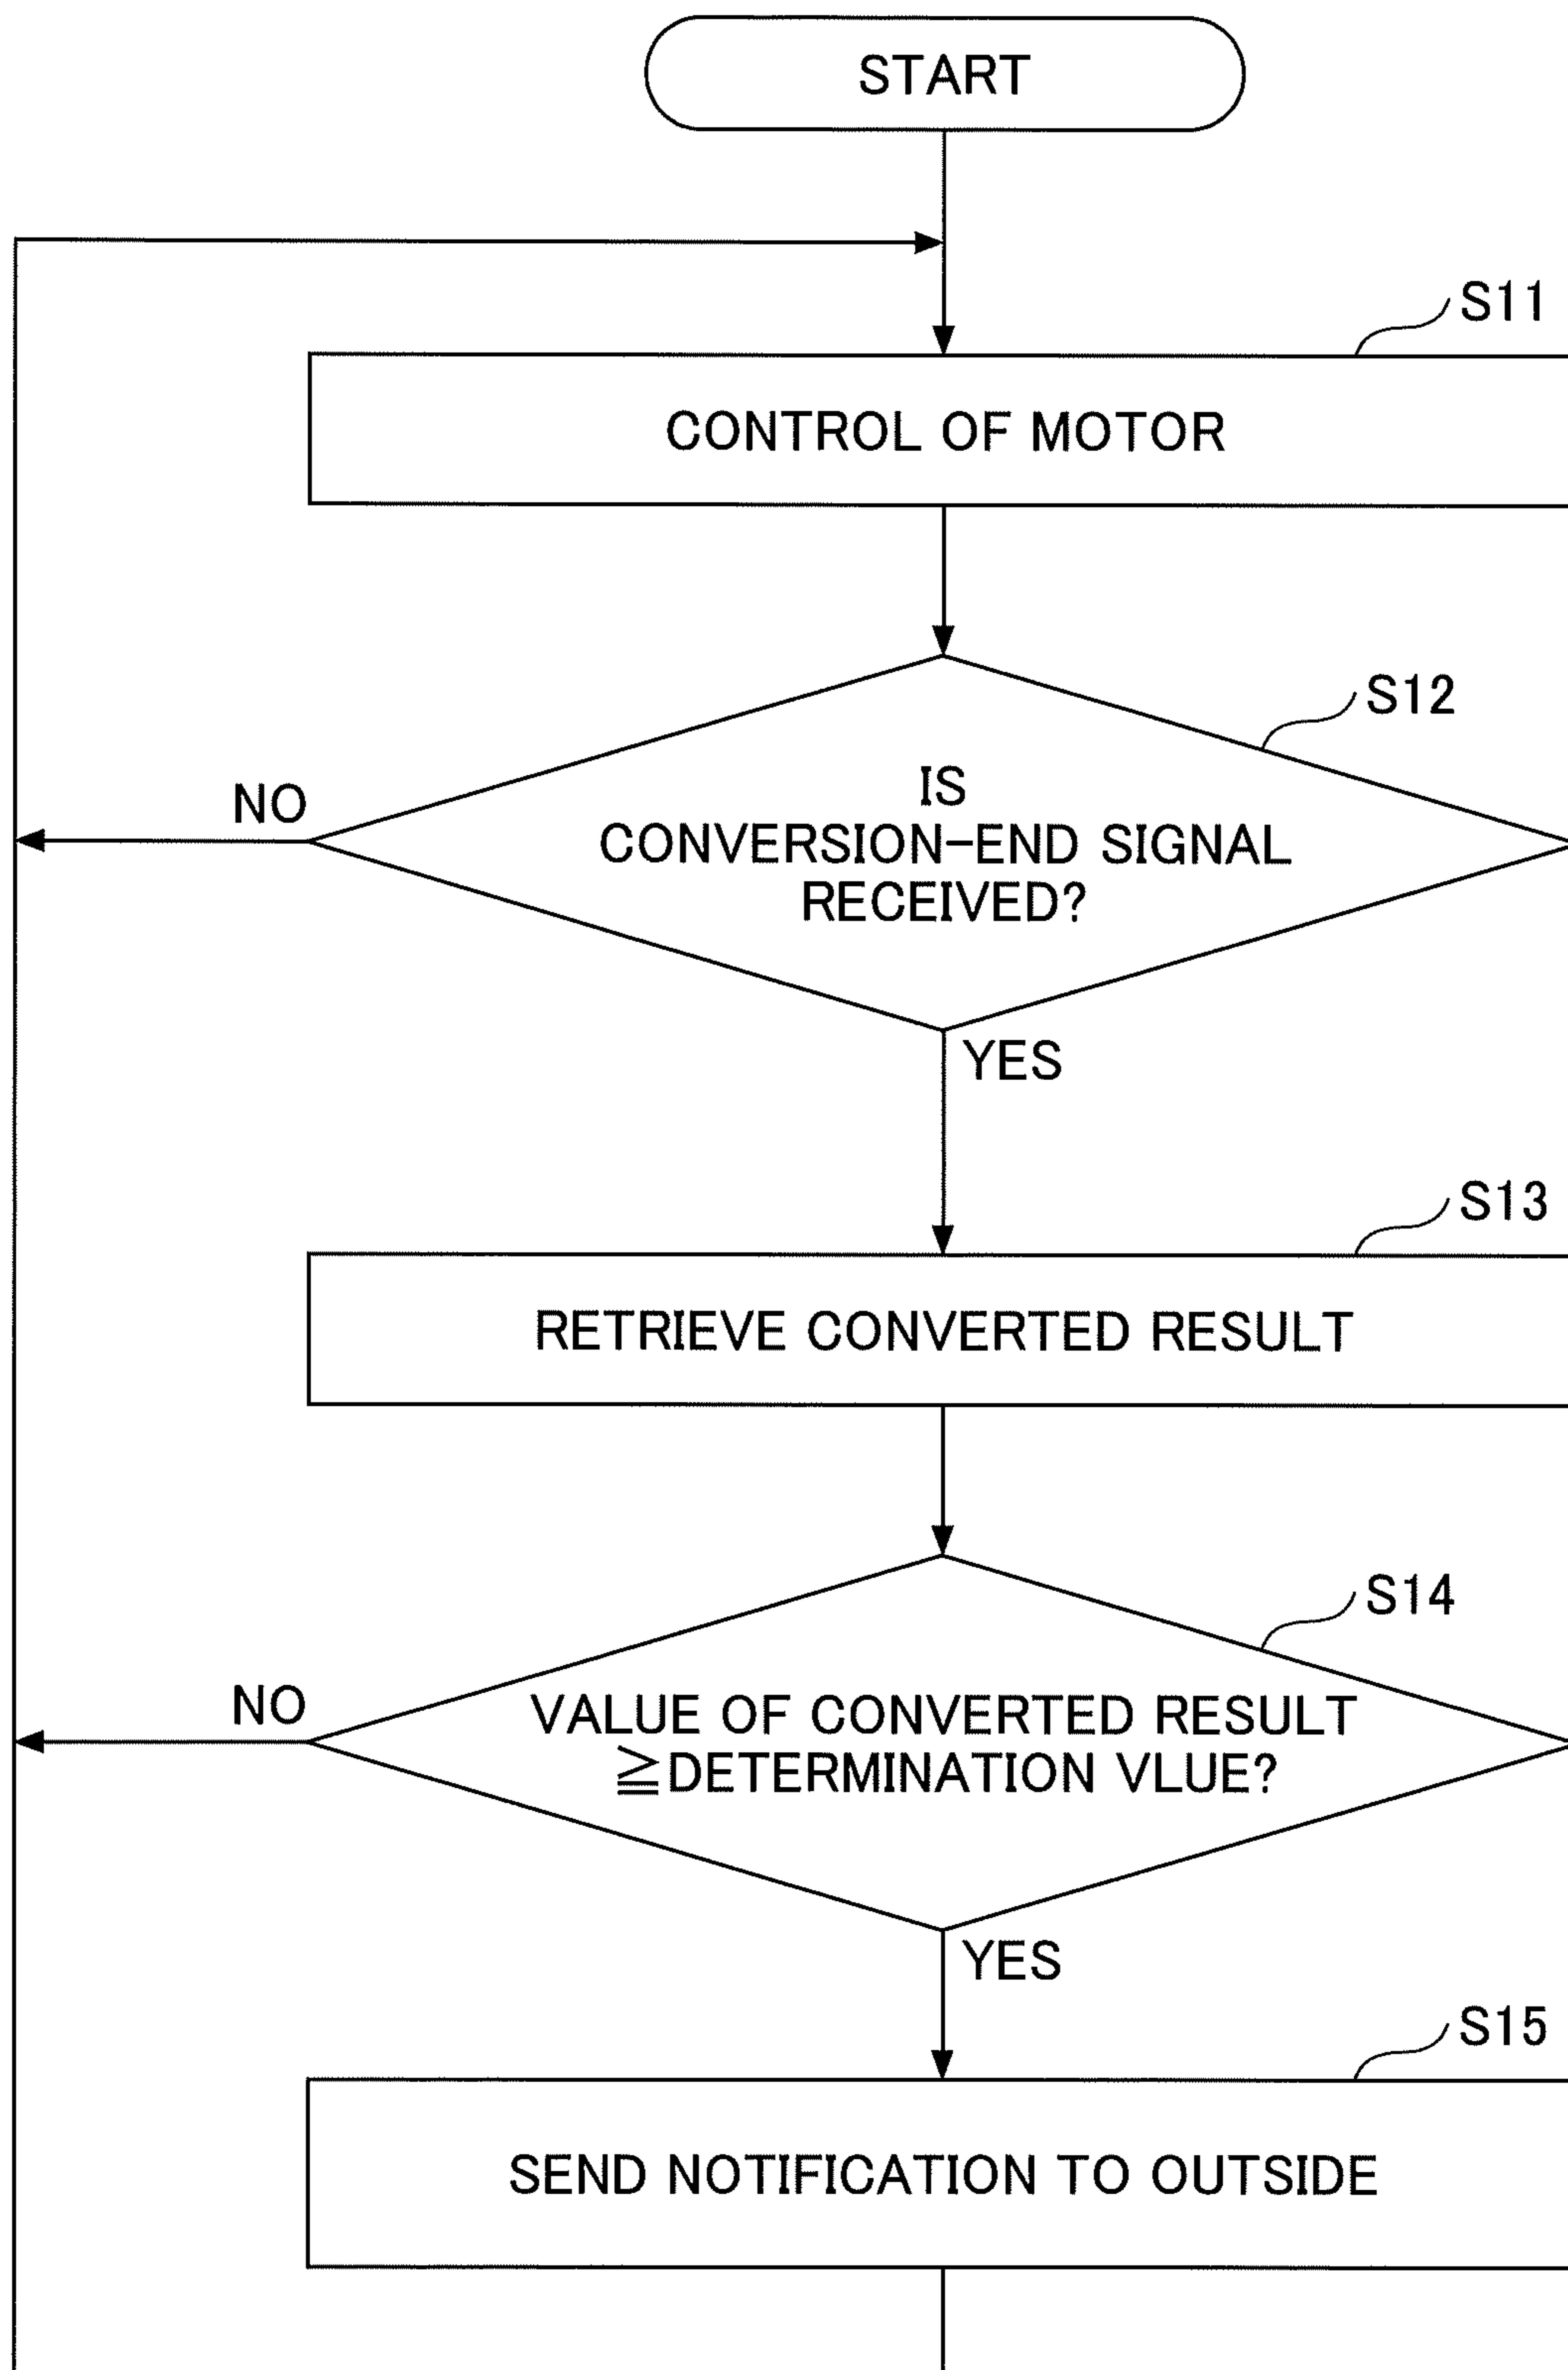 START
S11
CONTROL OF MOTOR
S12
IS
CONVERSION-END SIGNAL
RECEIVED?
NO
YES
S13
RETRIEVE CONVERTED RESULT
S14
VALUE OF CONVERTED RESULT
≧DETERMINATION VLUE?
NO
YES
S15
SEND NOTIFICATION TO OUTSIDE